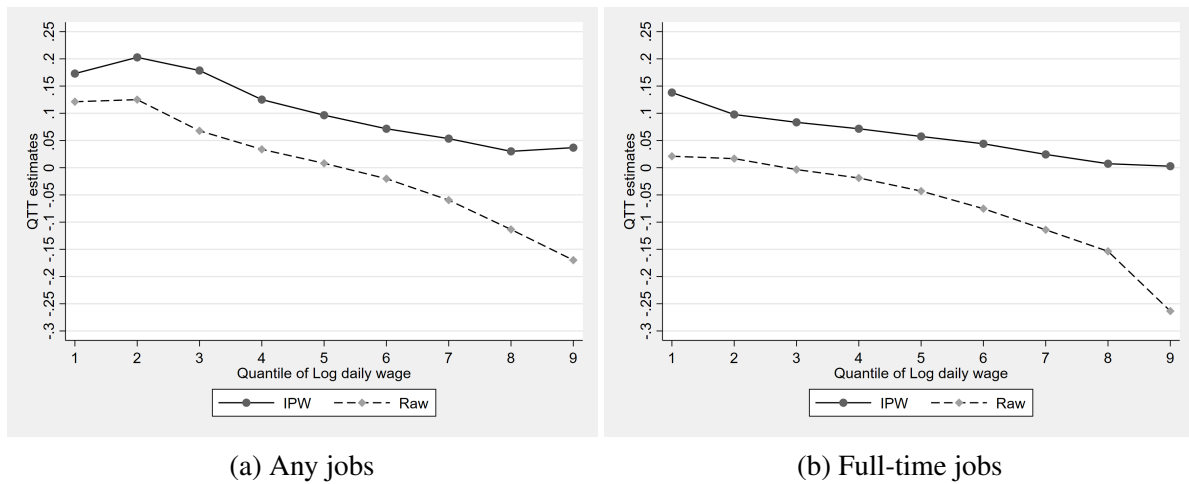 QTT estimates
.25
.2
.15
.1
.05
0
-.05
-.1
-.15
-.2
-.25
-.3
1 2 3 4 5 6 7 8 9
Quantile of Log daily wage
IPW Raw
(a) Any jobs
QTT estimates
.25
.2
.15
.1
.05
0
-.05
-.1
-.15
-.2
-.25
-.3
1 2 3 4 5 6 7 8 9
Quantile of Log daily wage
IPW Raw
(b) Full-time jobs